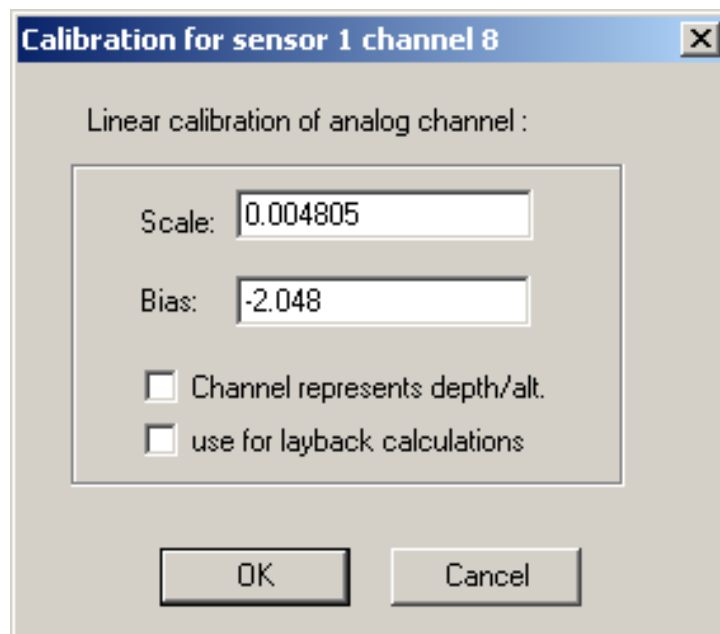 Calibration for sensor 1 channel 8
Linear calibration of analog channel :
Scale: 0.004805
Bias: -2.048
Channel represents depth/alt.
use for layback calculations
OK Cancel